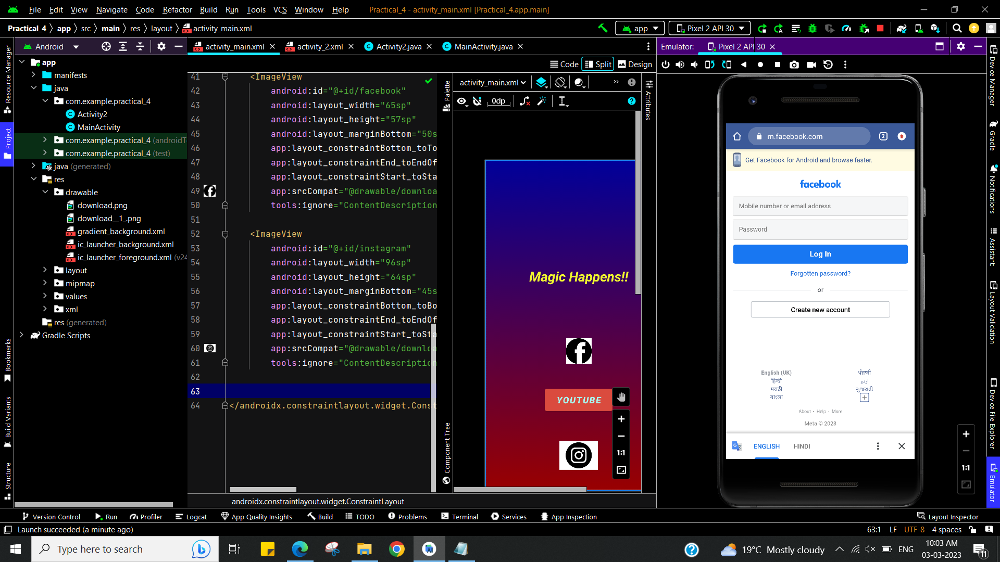 File Edit View Navigate Code Refactor Build Run Tools VCS Window Help Practical_4 - activity_main.xml [Practical_4.app.main]
Practical_4 app src main res layout activity_main.xml
app
Pixel 2 API 30
Android
activity_main.xml
activity_2.xml
Activity2.java
MainActivity.java
Emulator:
Pixel 2 API 30
Code
Split
Design
Resource Manager
Project
Bookmarks
Build Variants
Structure
app
manifests
java
com.example.practical_4
Activity2
MainActivity
com.example.practical_4 (androidT
com.example.practical_4 (test)
java (generated)
res
drawable
download.png
download__1_.png
gradient_background.xml
ic_launcher_background.xml
ic_launcher_foreground.xml (v24
layout
mipmap
values
xml
res (generated)
Gradle Scripts
41 <ImageView
42 android:id="@+id/facebook"
43 android:layout_width="65sp"
44 android:layout_height="57sp"
45 android:layout_marginBottom="50s
46 app:layout_constraintBottom_toTo
47 app:layout_constraintEnd_toEndOf
48 app:layout_constraintStart_toSta
49 app:srcCompat="@drawable/downloa
50 tools:ignore="ContentDescription
51
52 <ImageView
53 android:id="@+id/instagram"
54 android:layout_width="96sp"
55 android:layout_height="64sp"
56 android:layout_marginBottom="45s
57 app:layout_constraintBottom_toBo
58 app:layout_constraintEnd_toEndOf
59 app:layout_constraintStart_toSta
60 app:srcCompat="@drawable/downloa
61 tools:ignore="ContentDescription
62
63
64 </androidx.constraintlayout.widget.Const
androidx.constraintlayout.widget.ConstraintLayout
Palette
Component Tree
activity_main.xml
0dp
Attributes
Magic Happens!!
YOUTUBE
1:1
m.facebook.com
2
Get Facebook for Android and browse faster.
facebook
Mobile number or email address
Password
Log In
Forgotten password?
or
Create new account
English (UK)
ਪੰਜਾਬੀ
हिन्दी
اردو
मराठी
ગુજરાતી
বাংলা
About · Help · More
Meta © 2023
ENGLISH
HINDI
1:1
Device Manager
Gradle
Notifications
Assistant:
Layout Validation
Device File Explorer
Emulator
Version Control
Run
Profiler
Logcat
App Quality Insights
Build
TODO
Problems
Terminal
Services
App Inspection
Layout Inspector
Launch succeeded (a minute ago)
63:1 LF UTF-8 4 spaces
Type here to search
19°C Mostly cloudy
ENG
10:03 AM
03-03-2023
11